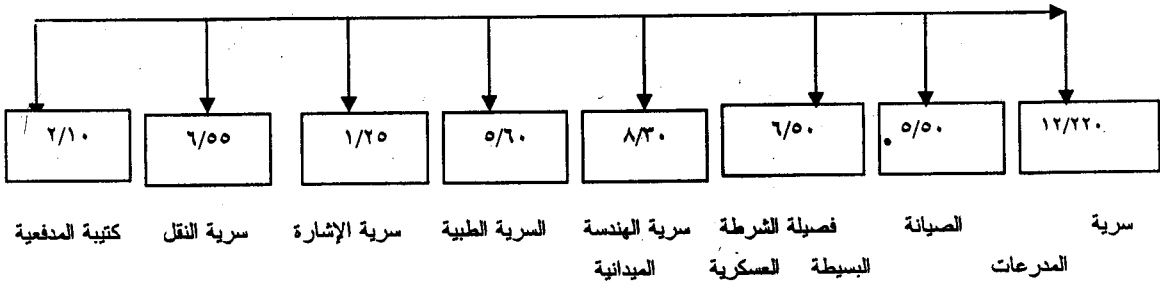 ١٢/٢٢٠ ٥/٥٠ ٦/٥٠ ٨/٣٠ ٥/٦٠ ١/٢٥ ٦/٥٥ ٢/١٠
سرية الصيانة فصيلة الشرطة سرية الهندسة السرية الطبية سرية الإشارة سرية النقل كتيبة المدفعية
المدرعات البسيطة العسكرية الميدانية